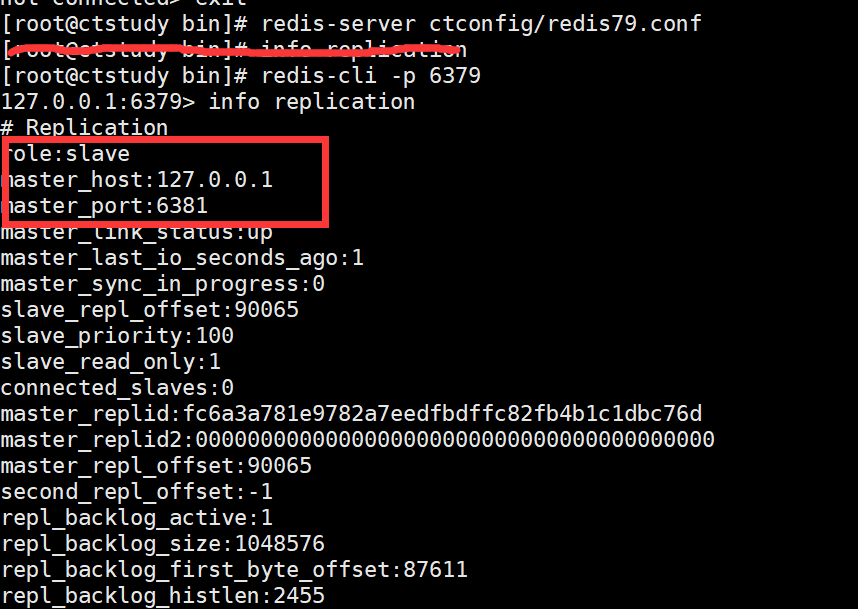 not connected> exit
[root@ctstudy bin]# redis-server ctconfig/redis79.conf
[root@ctstudy bin]# info replication
[root@ctstudy bin]# redis-cli -p 6379
127.0.0.1:6379> info replication
# Replication
role:slave
master_host:127.0.0.1
master_port:6381
master_link_status:up
master_last_io_seconds_ago:1
master_sync_in_progress:0
slave_repl_offset:90065
slave_priority:100
slave_read_only:1
connected_slaves:0
master_replid:fc6a3a781e9782a7eedfbdffc82fb4b1c1dbc76d
master_replid2:0000000000000000000000000000000000000000
master_repl_offset:90065
second_repl_offset:-1
repl_backlog_active:1
repl_backlog_size:1048576
repl_backlog_first_byte_offset:87611
repl_backlog_histlen:2455